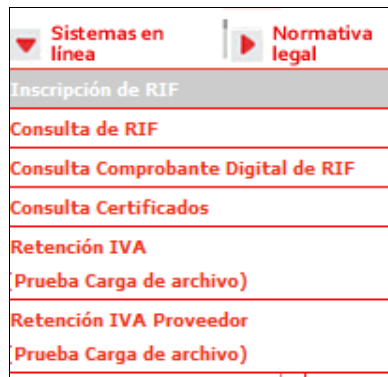 Sistemas en
línea
Normativa
legal
Inscripción de RIF
Consulta de RIF
Consulta Comprobante Digital de RIF
Consulta Certificados
Retención IVA
(Prueba Carga de archivo)
Retención IVA Proveedor
(Prueba Carga de archivo)